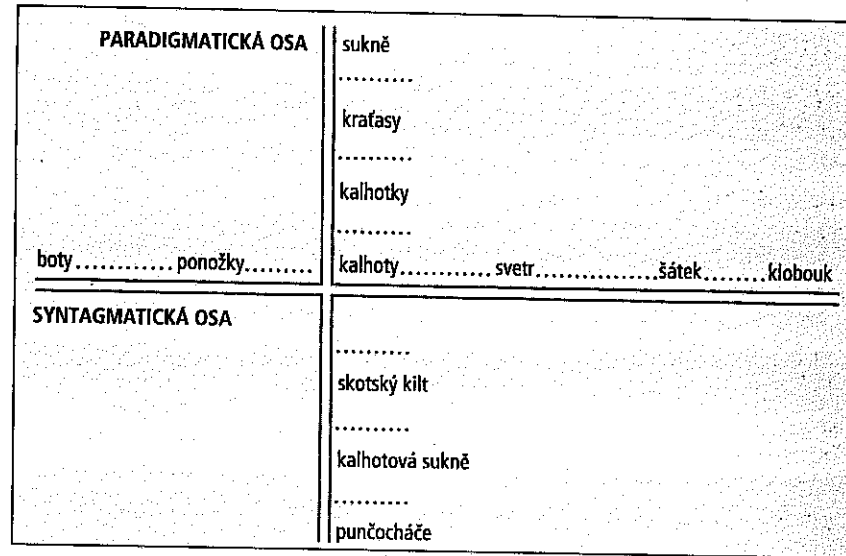 PARADIGMATICKÁ OSA
sukně
..........
kraťasy
..........
kalhotky
..........
boty............ponožky.........
kalhoty............svetr................šátek........klobouk
SYNTAGMATICKÁ OSA
..........
skotský kilt
..........
kalhotová sukně
..........
punčocháče